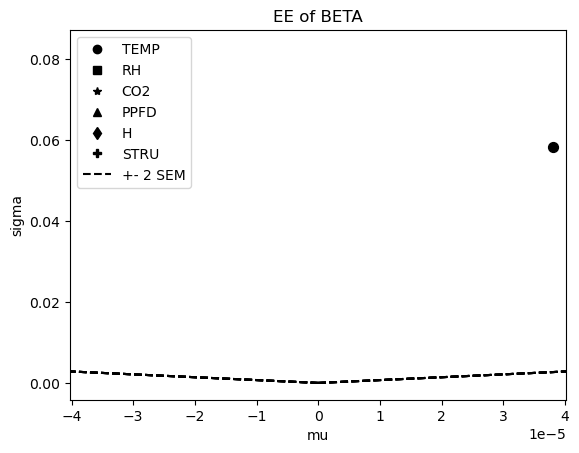 EE of BETA
0.08
0.06
0.04
0.02
0.00
sigma
TEMP
RH
CO2
PPFD
H
STRU
+- 2 SEM
−4
−3
−2
−1
0
1
2
3
4
1e−5
mu